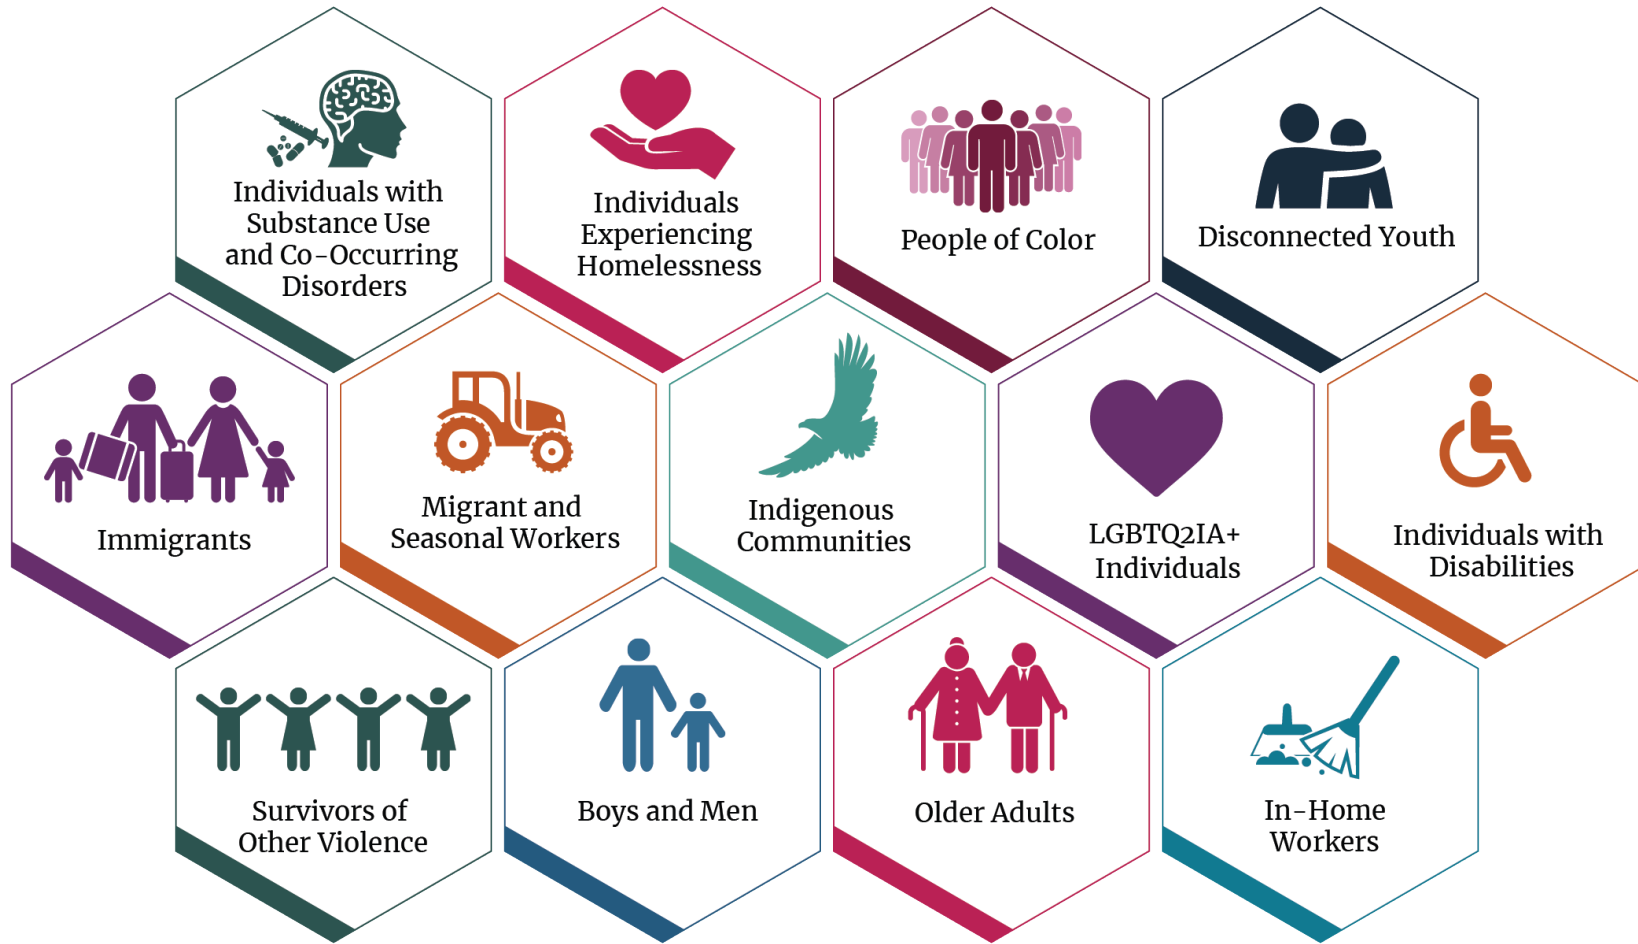 Individuals with
Substance Use
and Co-Occurring
Disorders
Individuals
Experiencing
Homelessness
People of Color
Disconnected Youth
Immigrants
Migrant and
Seasonal Workers
Indigenous
Communities
LGBTQ2IA+
Individuals
Individuals with
Disabilities
Survivors of
Other Violence
Boys and Men
Older Adults
In-Home
Workers